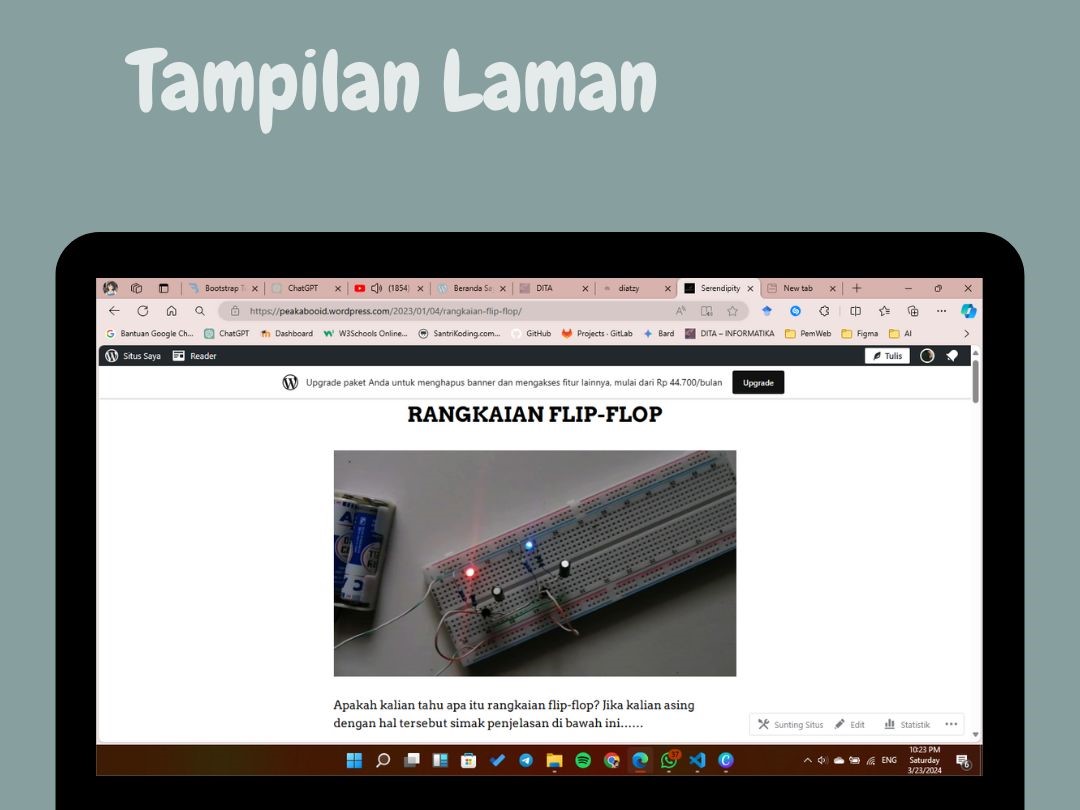 Tampilan Laman
Bootstrap T
ChatGPT
(1854)
Beranda Sa
DITA
diatzy
Serendipity
New tab
https://peakabooid.wordpress.com/2023/01/04/rangkaian-flip-flop/
Bantuan Google Ch...
ChatGPT
Dashboard
W3Schools Online...
SantriKoding.com...
GitHub
Projects · GitLab
Bard
DITA – INFORMATIKA
PemWeb
Figma
AI
Situs Saya
Reader
Tulis
Upgrade paket Anda untuk menghapus banner dan mengakses fitur lainnya, mulai dari Rp 44.700/bulan
Upgrade
RANGKAIAN FLIP-FLOP
Apakah kalian tahu apa itu rangkaian flip-flop? Jika kalian asing
dengan hal tersebut simak penjelasan di bawah ini……
Sunting Situs
Edit
Statistik
ENG
10:23 PM
Saturday
3/23/2024